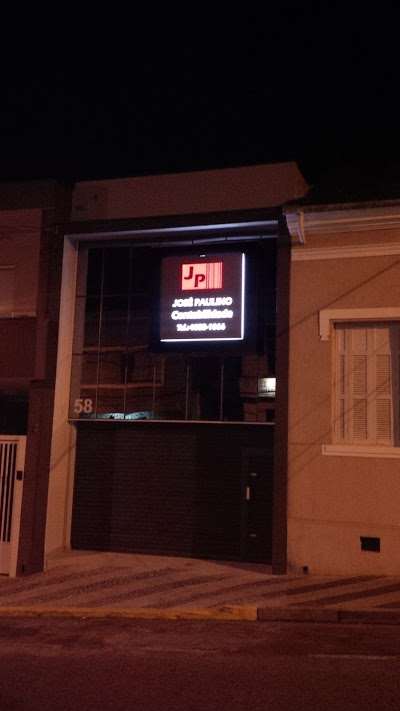 JP
JOSÉ PAULINO
Contabilidade
58